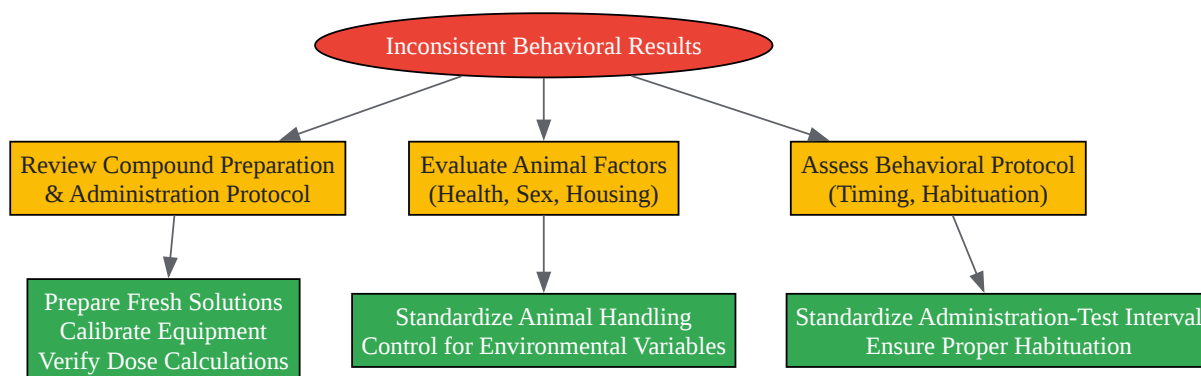 Inconsistent Behavioral Results
Review Compound Preparation
& Administration Protocol
Evaluate Animal Factors
(Health, Sex, Housing)
Assess Behavioral Protocol
(Timing, Habituation)
Prepare Fresh Solutions
Calibrate Equipment
Verify Dose Calculations
Standardize Animal Handling
Control for Environmental Variables
Standardize Administration-Test Interval
Ensure Proper Habituation